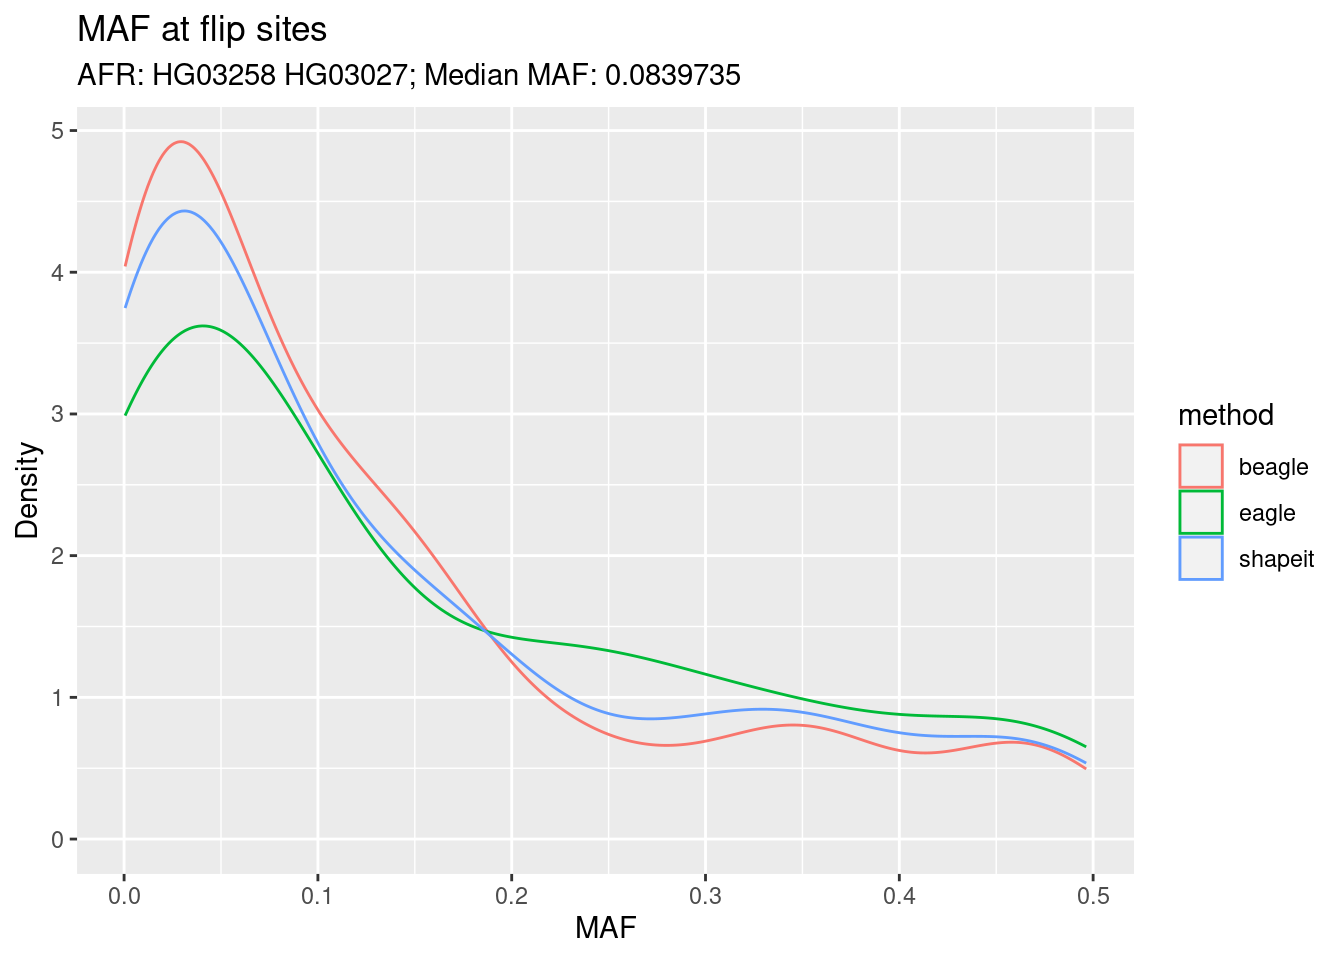 MAF at flip sites
AFR: HG03258 HG03027; Median MAF: 0.0839735
5
4
3
2
1
0
Density
0.0 0.1 0.2 0.3 0.4 0.5
MAF
method
beagle
eagle
shapeit